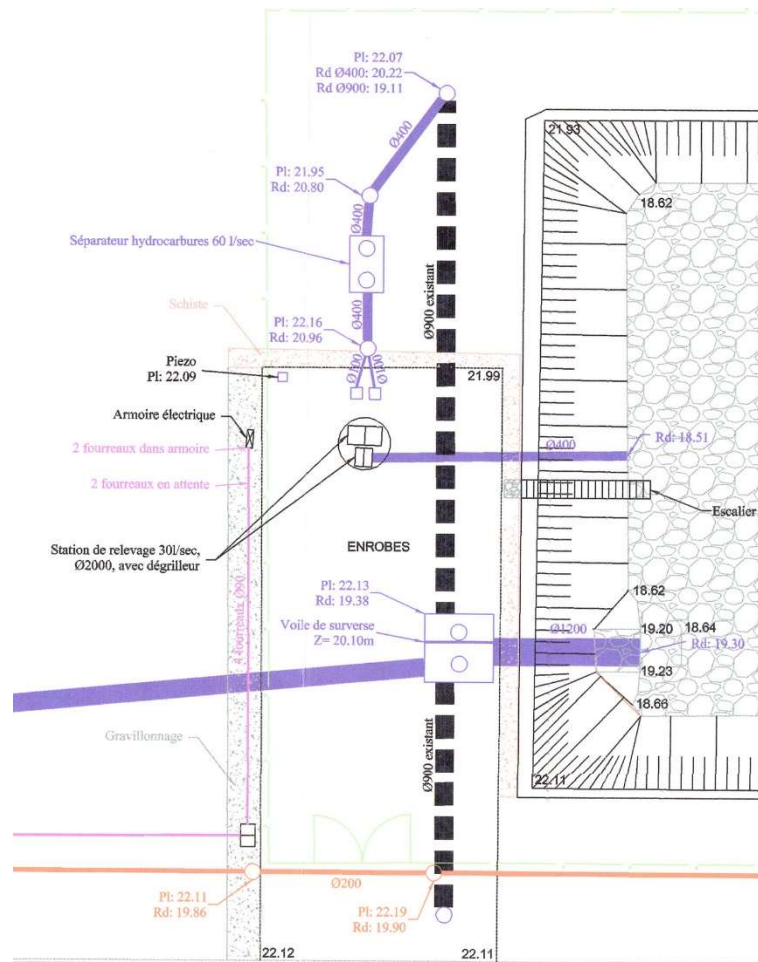 Pl: 22.07
Rd Ø400: 20.22
Rd Ø900: 19.11
Ø400
21.93
Pl: 21.95
Rd: 20.80
18.62
Ø400
Séparateur hydrocarbures 60 l/sec
Ø900 existant
Ø400
Schiste
Pl: 22.16
Rd: 20.96
Piezo
Pl: 22.09
21.99
Armoire électrique
2 fourreaux dans armoire
Ø400
Rd: 18.51
2 fourreaux en attente
Escalier
Station de relevage 30l/sec,
Ø2000, avec dégrilleur
ENROBES
4 fourreaux Ø90
Pl: 22.13
Rd: 19.38
18.62
Voile de surverse
Z= 20.10m
Ø1200
19.20
18.64
Rd: 19.30
19.23
18.66
Gravillonnage
Ø900 existant
22.11
Ø200
Pl: 22.11
Rd: 19.86
Pl: 22.19
Rd: 19.90
22.12
22.11